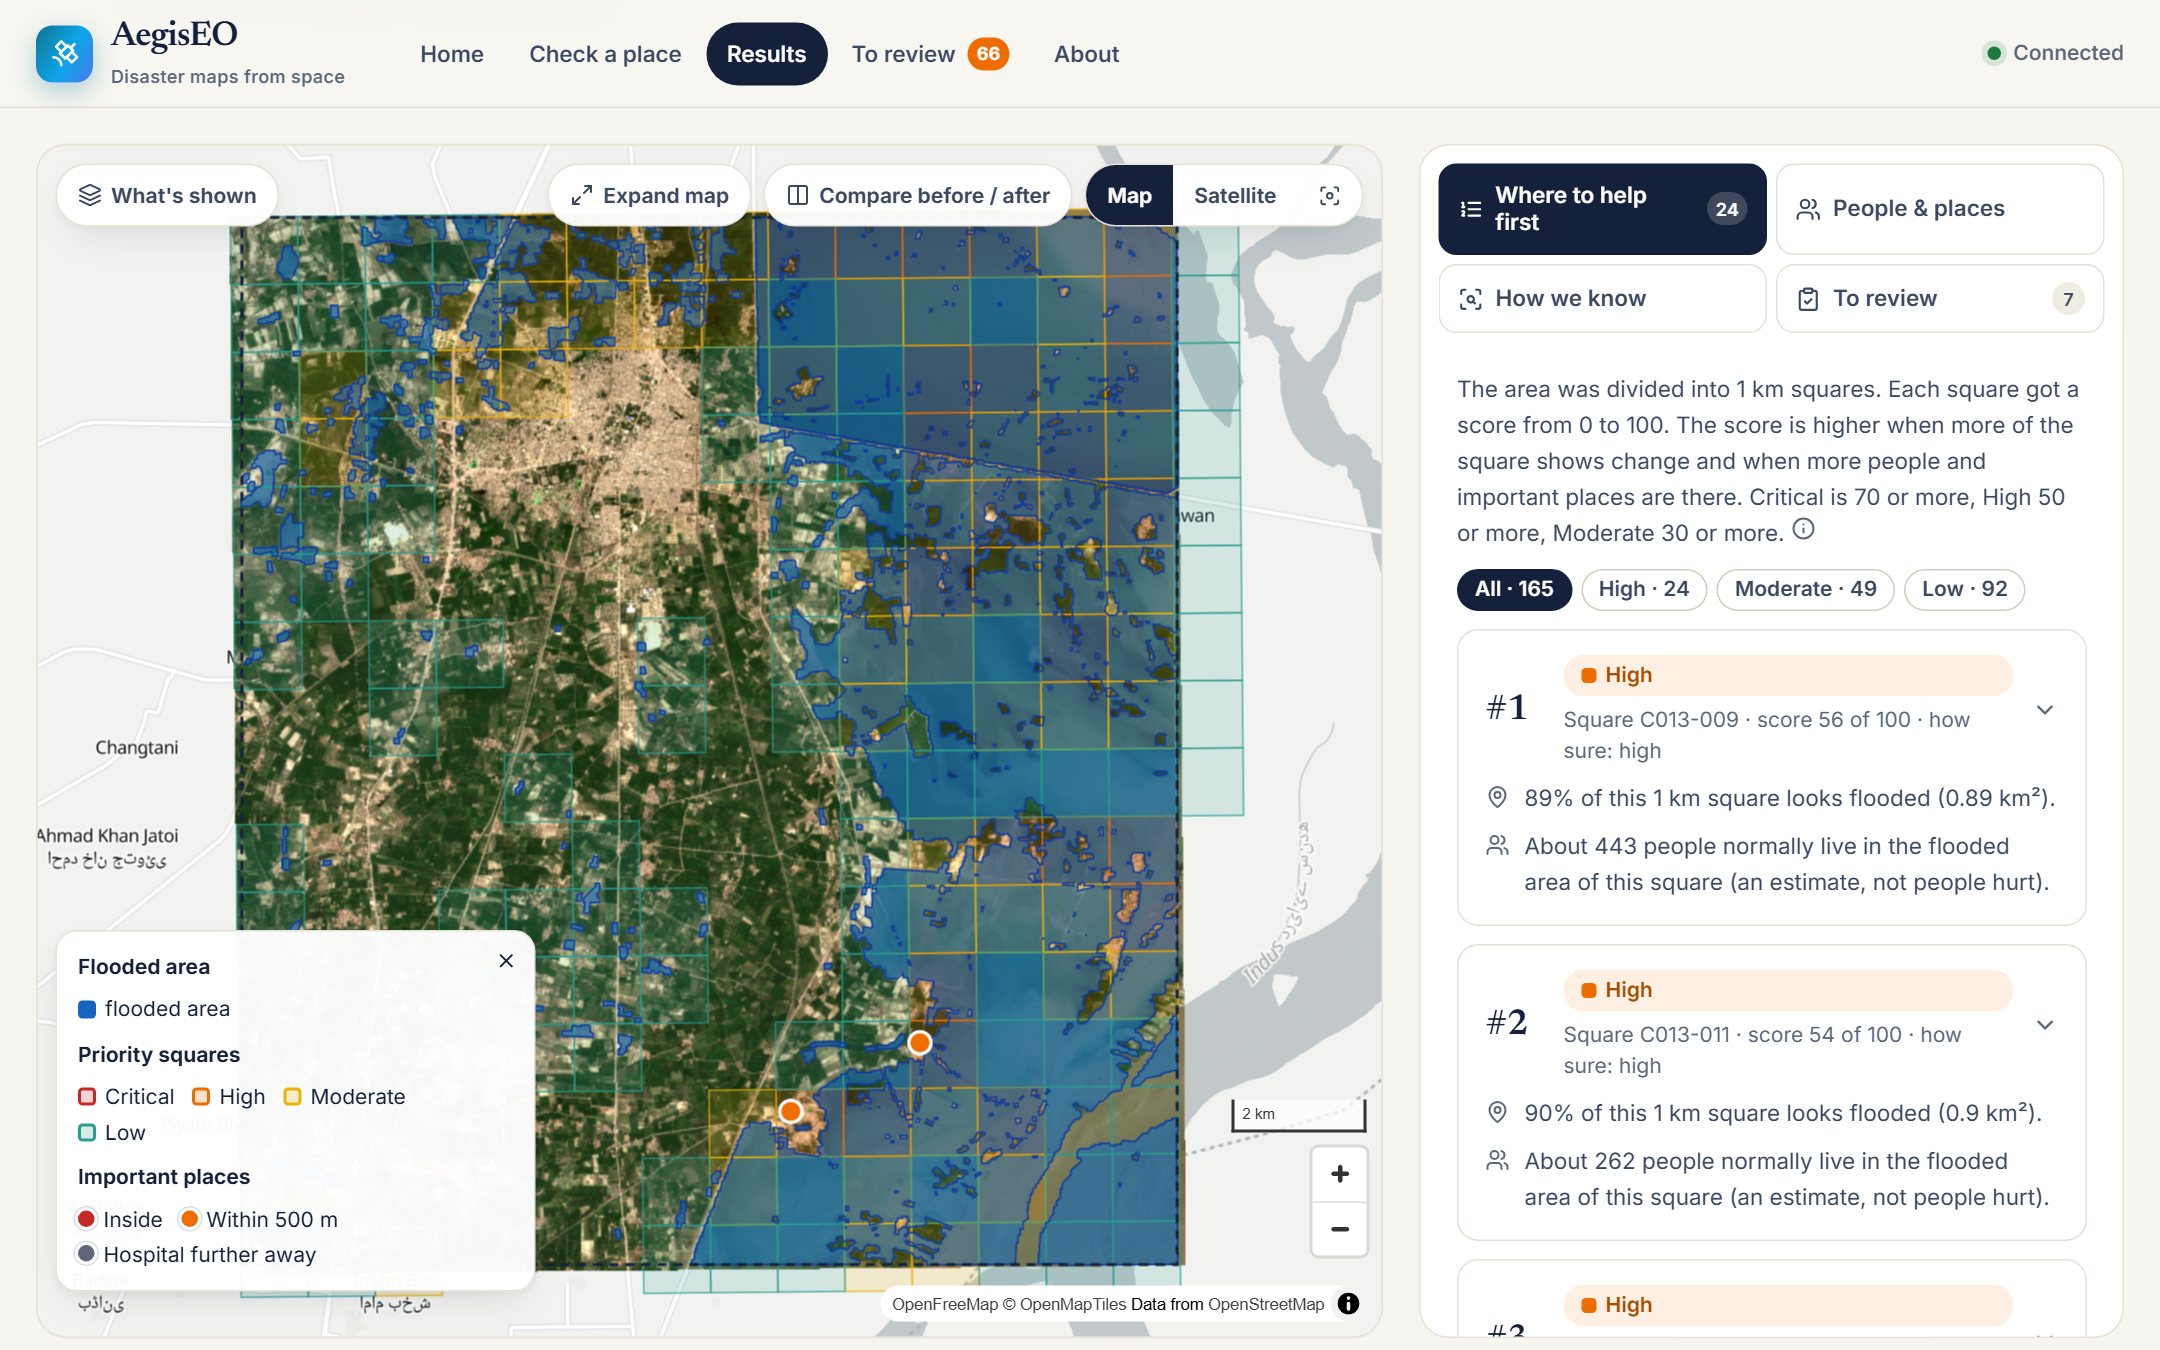 AegisEO
Disaster maps from space
Home
Check a place
Results
To review 66
About
Connected
What's shown
Expand map
Compare before / after
Map
Satellite
wan
Changtani
Ahmad Khan Jatoi
2 km
Flooded area
flooded area
Priority squares
Critical
High
Moderate
Low
Important places
Inside
Within 500 m
Hospital further away
OpenFreeMap © OpenMapTiles Data from OpenStreetMap
Where to help
first
24
People & places
How we know
To review
7
The area was divided into 1 km squares. Each square got a
score from 0 to 100. The score is higher when more of the
square shows change and when more people and
important places are there. Critical is 70 or more, High 50
or more, Moderate 30 or more.
All · 165
High · 24
Moderate · 49
Low · 92
#1
High
Square C013-009 · score 56 of 100 · how
sure: high
89% of this 1 km square looks flooded (0.89 km²).
About 443 people normally live in the flooded
area of this square (an estimate, not people hurt).
#2
High
Square C013-011 · score 54 of 100 · how
sure: high
90% of this 1 km square looks flooded (0.9 km²).
About 262 people normally live in the flooded
area of this square (an estimate, not people hurt).
#3
High